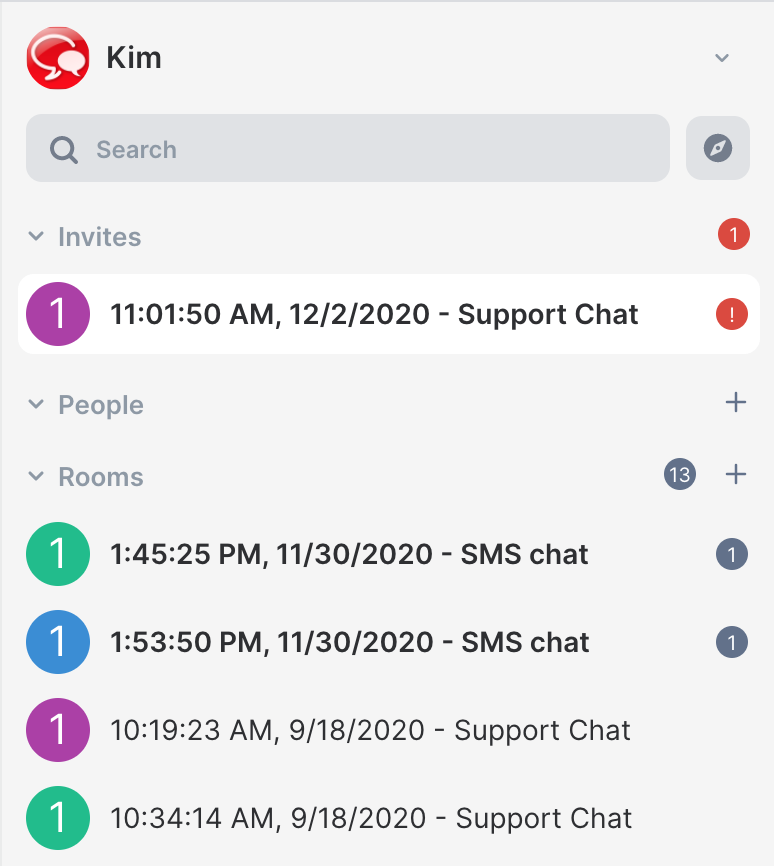 Kim
Search
Invites 1
1 11:01:50 AM, 12/2/2020 - Support Chat !
People +
Rooms 13 +
1 1:45:25 PM, 11/30/2020 - SMS chat 1
1 1:53:50 PM, 11/30/2020 - SMS chat 1
1 10:19:23 AM, 9/18/2020 - Support Chat
1 10:34:14 AM, 9/18/2020 - Support Chat